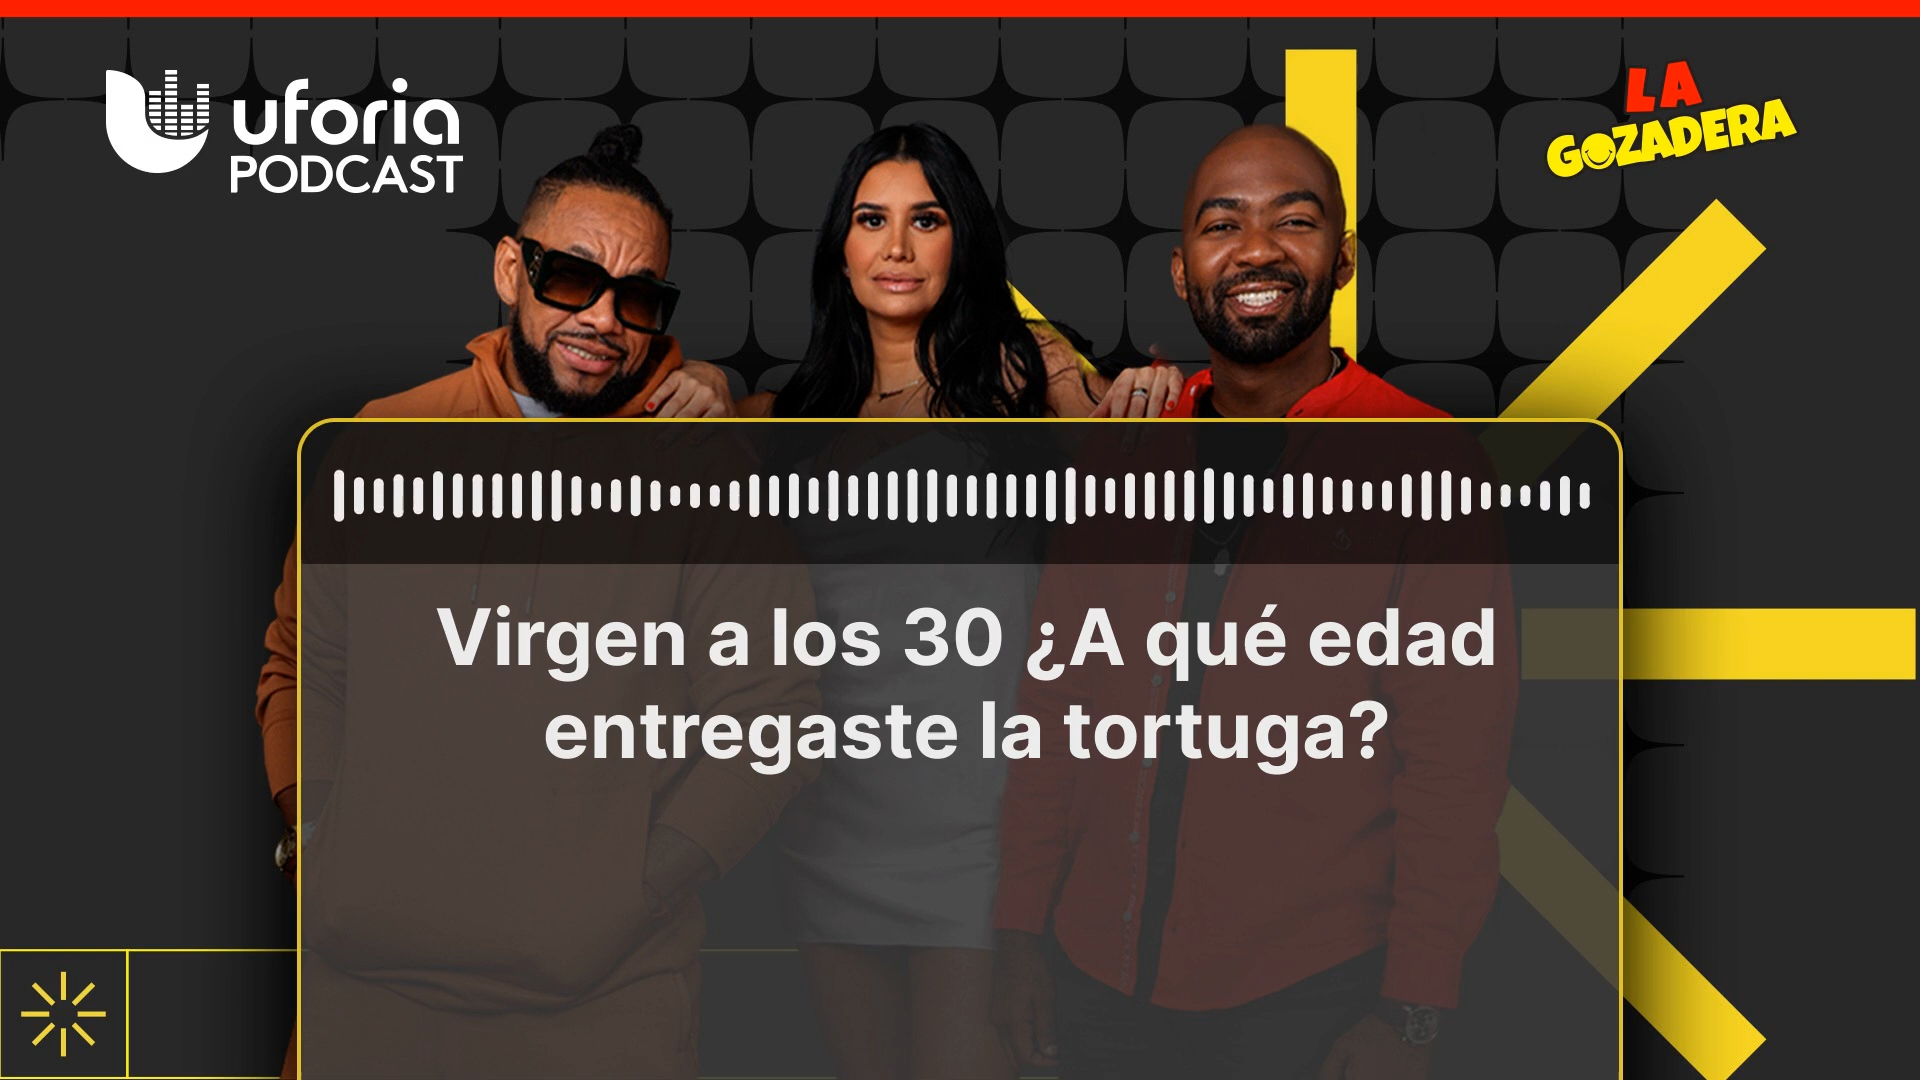 uforia
PODCAST
LA
GOZADERA
Virgen a los 30 ¿A qué edad
entregaste la tortuga?